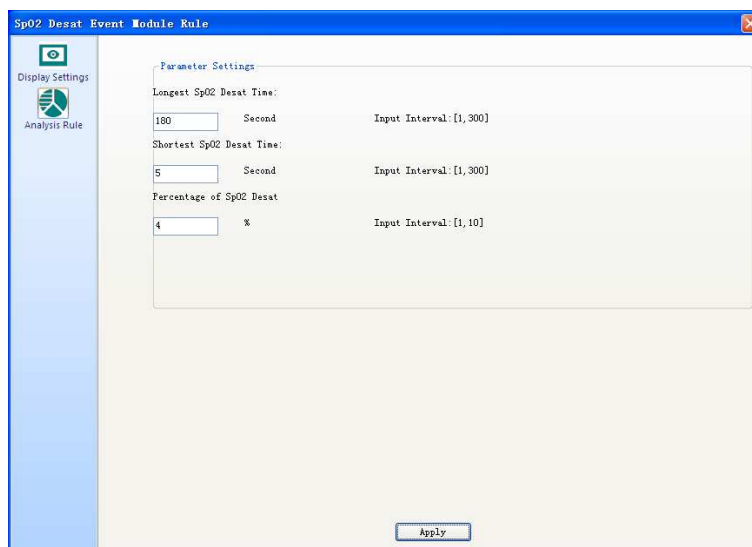 SpO2 Desat Event Module Rule
Display Settings
Analysis Rule
Parameter Settings
Longest SpO2 Desat Time:
180 Second Input Interval:[1,300]
Shortest SpO2 Desat Time:
5 Second Input Interval:[1,300]
Percentage of SpO2 Desat
4 % Input Interval:[1,10]
Apply